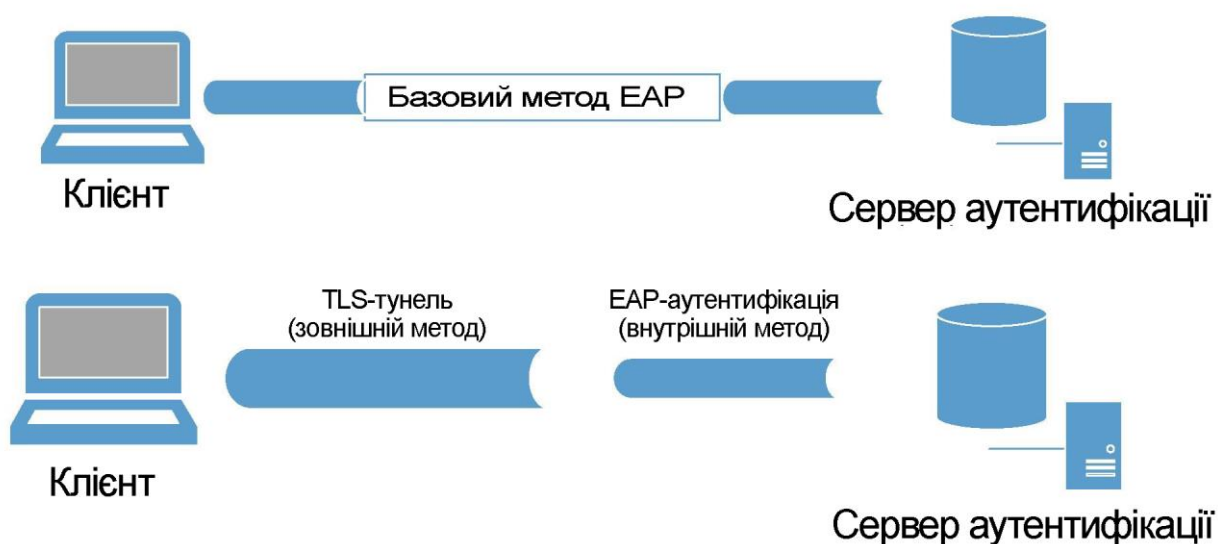 Базовий метод EAP
Клієнт
Сервер аутентифікації
TLS-тунель
(зовнішній метод)
EAP-аутентифікація
(внутрішній метод)
Клієнт
Сервер аутентифікації